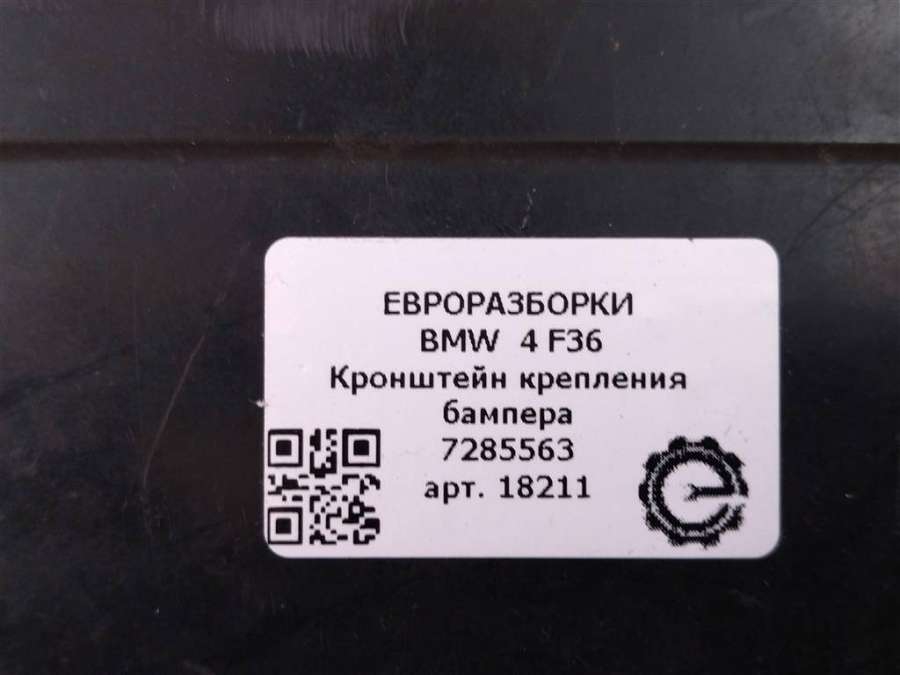 ЕВРОРАЗБОРКИ
BMW 4 F36
Кронштейн крепления
бампера
7285563
арт. 18211